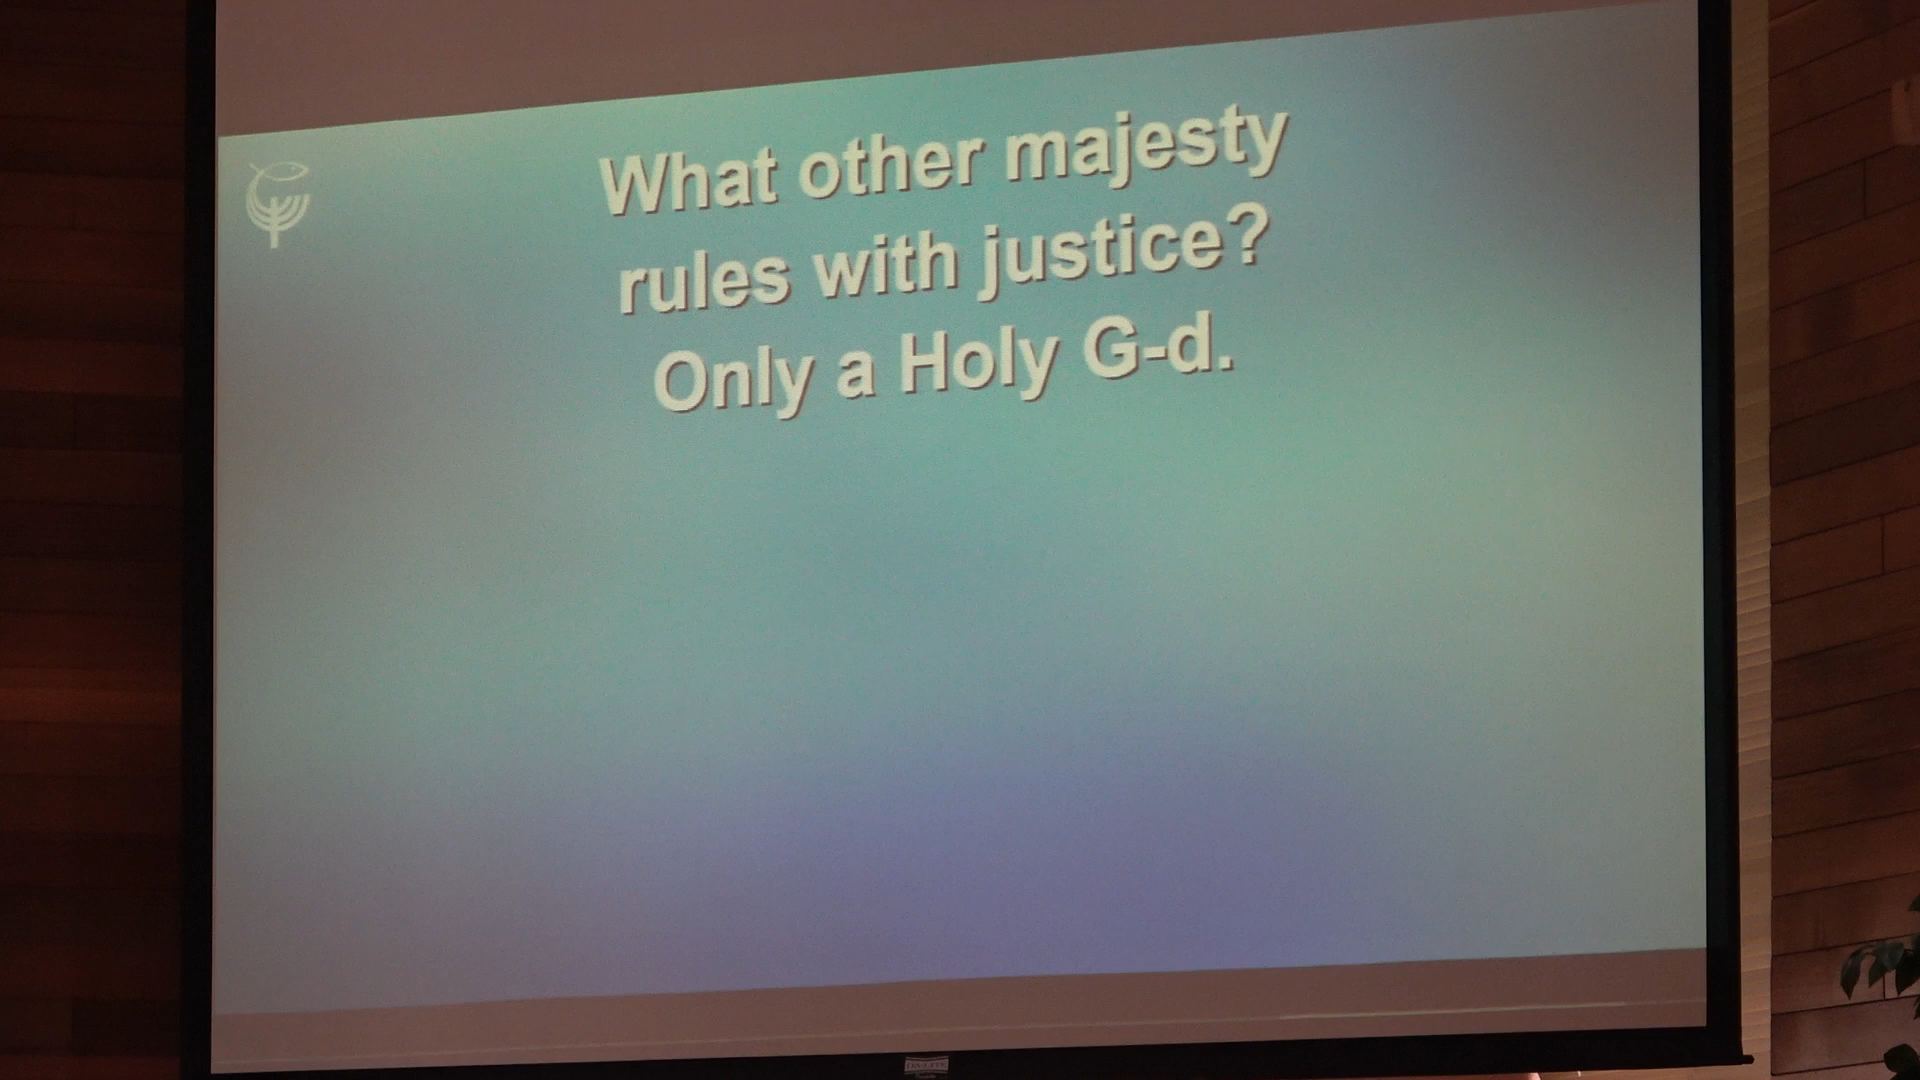 What other majesty
rules with justice?
Only a Holy G-d.